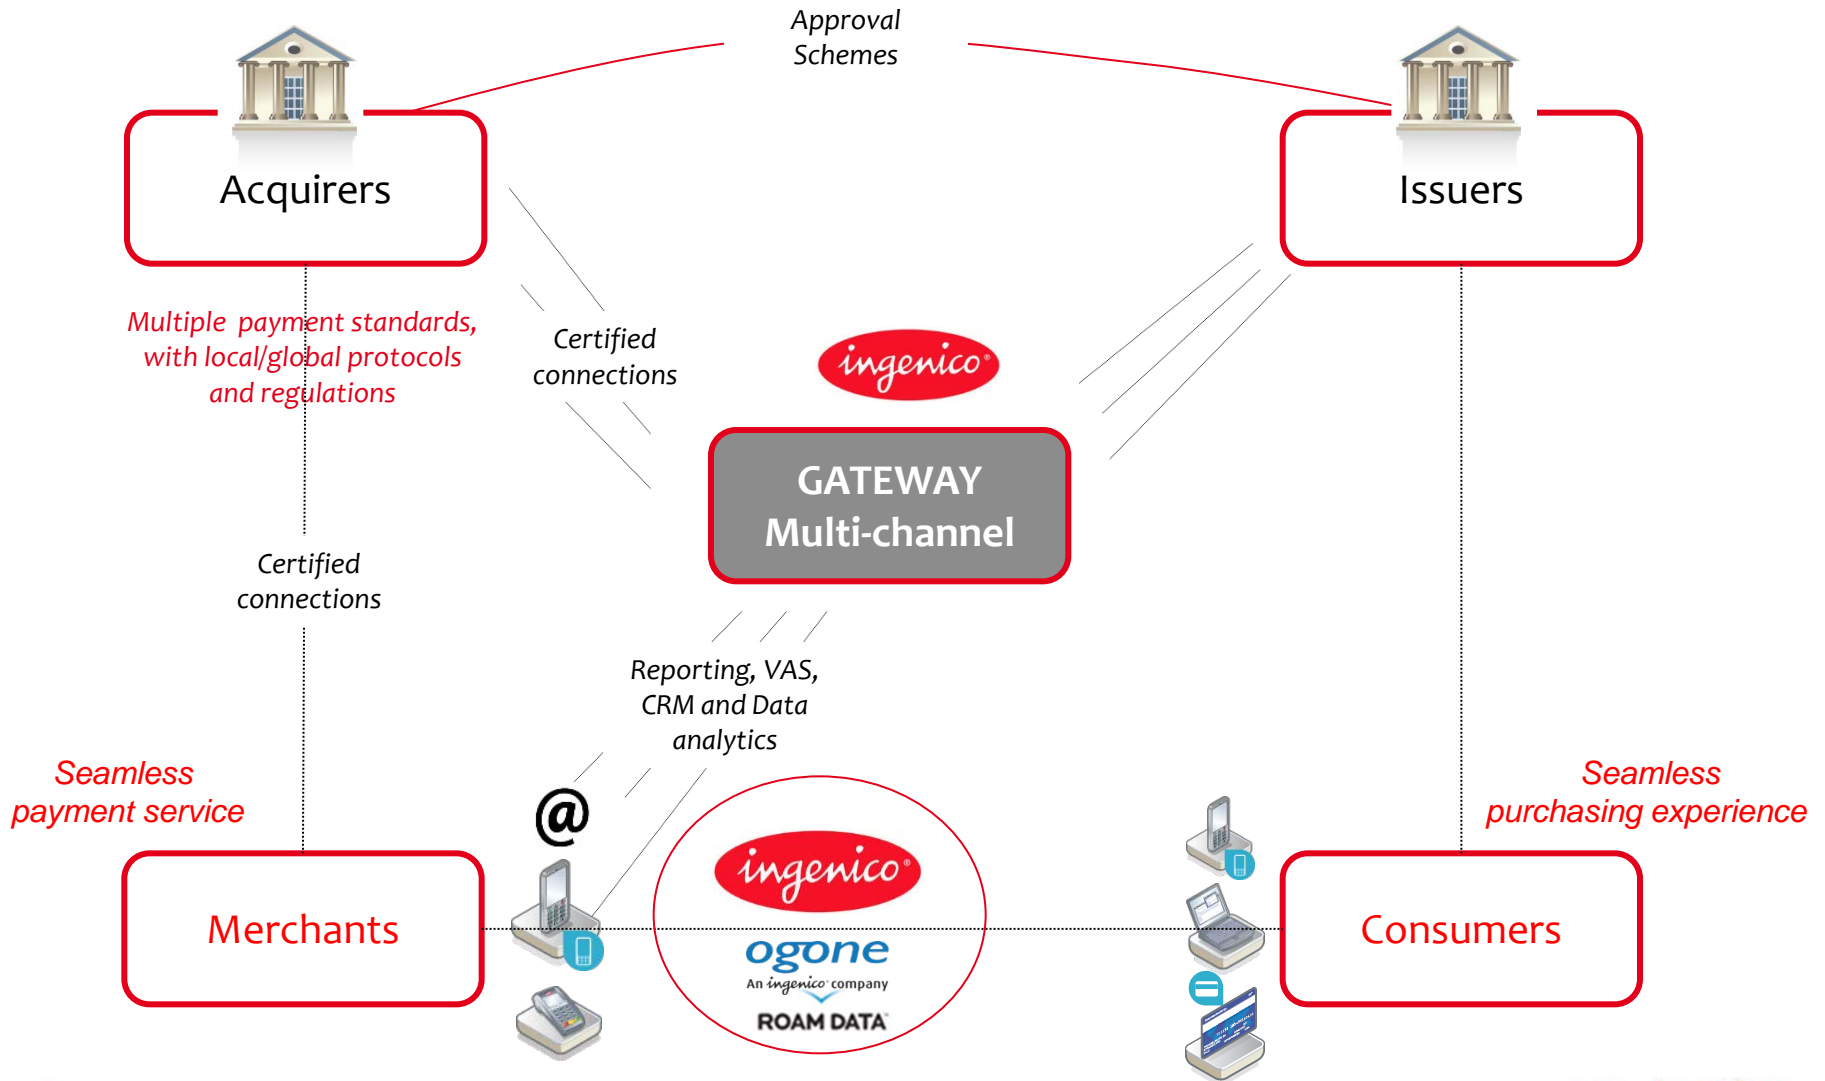 Approval
Schemes
Acquirers
Issuers
Multiple payment standards,
with local/global protocols
and regulations
Certified
connections
ingenico®
GATEWAY
Multi-channel
Certified
connections
Reporting, VAS,
CRM and Data
analytics
Seamless
payment service
Seamless
purchasing experience
@
ingenico®
Merchants
Consumers
ogone
An ingenico® company
ROAM DATA™